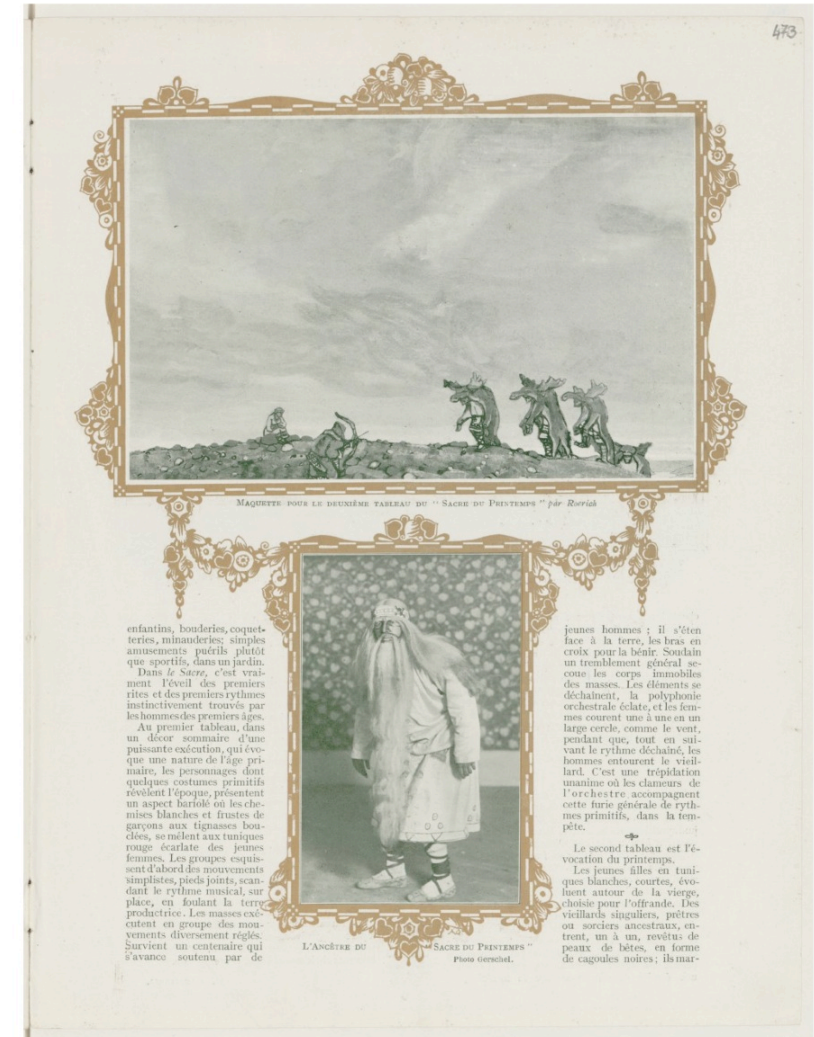 473
MAQUETTE POUR LE DEUXIÈME TABLEAU DU "SACRE DU PRINTEMPS" par Roerich
enfantins, bouderies, coquet-
teries, minauderies: simples
amusements puérils plutôt
que sportifs, dans un jardin.
Dans le Sacre, c'est vrai-
ment l'éveil des premiers
rites et des premiers rythmes
instinctivement trouvés par
les hommes des premiers âges.
Au premier tableau, dans
un décor sommaire d'une
puissante exécution, qui évo-
que une nature de l'âge pri-
maire, les personnages dont
quelques costumes primitifs
révèlent l'époque, présentent
un aspect bariolé où les che-
mises blanches et frustes de
garçons aux tignasses bou-
clées, se mêlent aux tuniques
rouge écarlate des jeunes
femmes. Les groupes esquis-
sent d'abord des mouvements
simplistes, pieds joints, scan-
dant le rythme musical, sur
place, en foulant la terre
productrice. Les masses exé-
cutent en groupe des mou-
vements diversement réglés.
Survient un centenaire qui
s'avance soutenu par de
L'ANCÊTRE DU SACRE DU PRINTEMPS"
Photo Gerschel.
jeunes hommes ; il s'éten
face à la terre, les bras en
croix pour la bénir. Soudain
un tremblement général se-
coue les corps immobiles
des masses. Les éléments se
déchaînent, la polyphonie
orchestrale éclate, et les fem-
mes courent une à une en un
large cercle, comme le vent,
pendant que, tout en sui-
vant le rythme déchaîné, les
hommes entourent le vieil-
lard. C'est une trépidation
unanime où les clameurs de
l'orchestre accompagnent
cette furie générale de ryth-
mes primitifs, dans la tem-
pête.
Le second tableau est l'é-
vocation du printemps.
Les jeunes filles en tuni-
ques blanches, courtes, évo-
luent autour de la vierge,
choisie pour l'offrande. Des
vieillards singuliers, prêtres
ou sorciers ancestraux, en-
trent, un à un, revêtus de
peaux de bêtes, en forme
de cagoules noires ; ils mar-